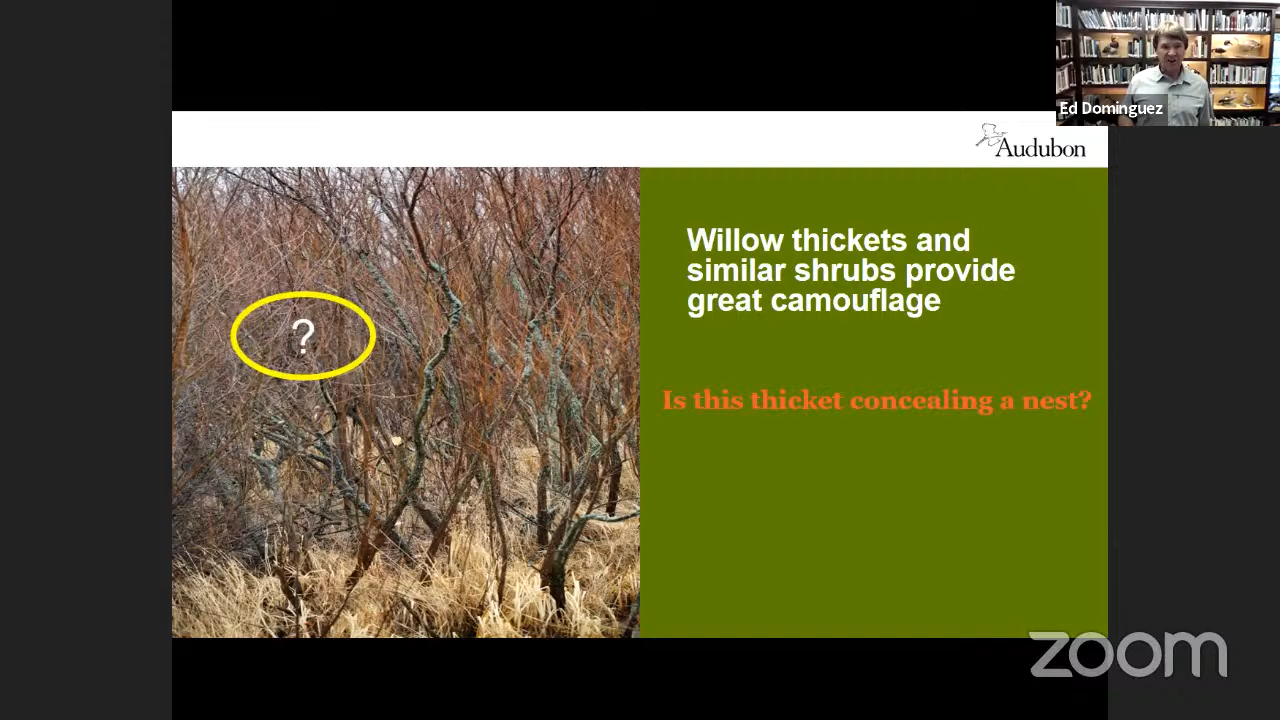 Ed Dominguez
Audubon
Willow thickets and
similar shrubs provide
great camouflage
?
Is this thicket concealing a nest?
zoom